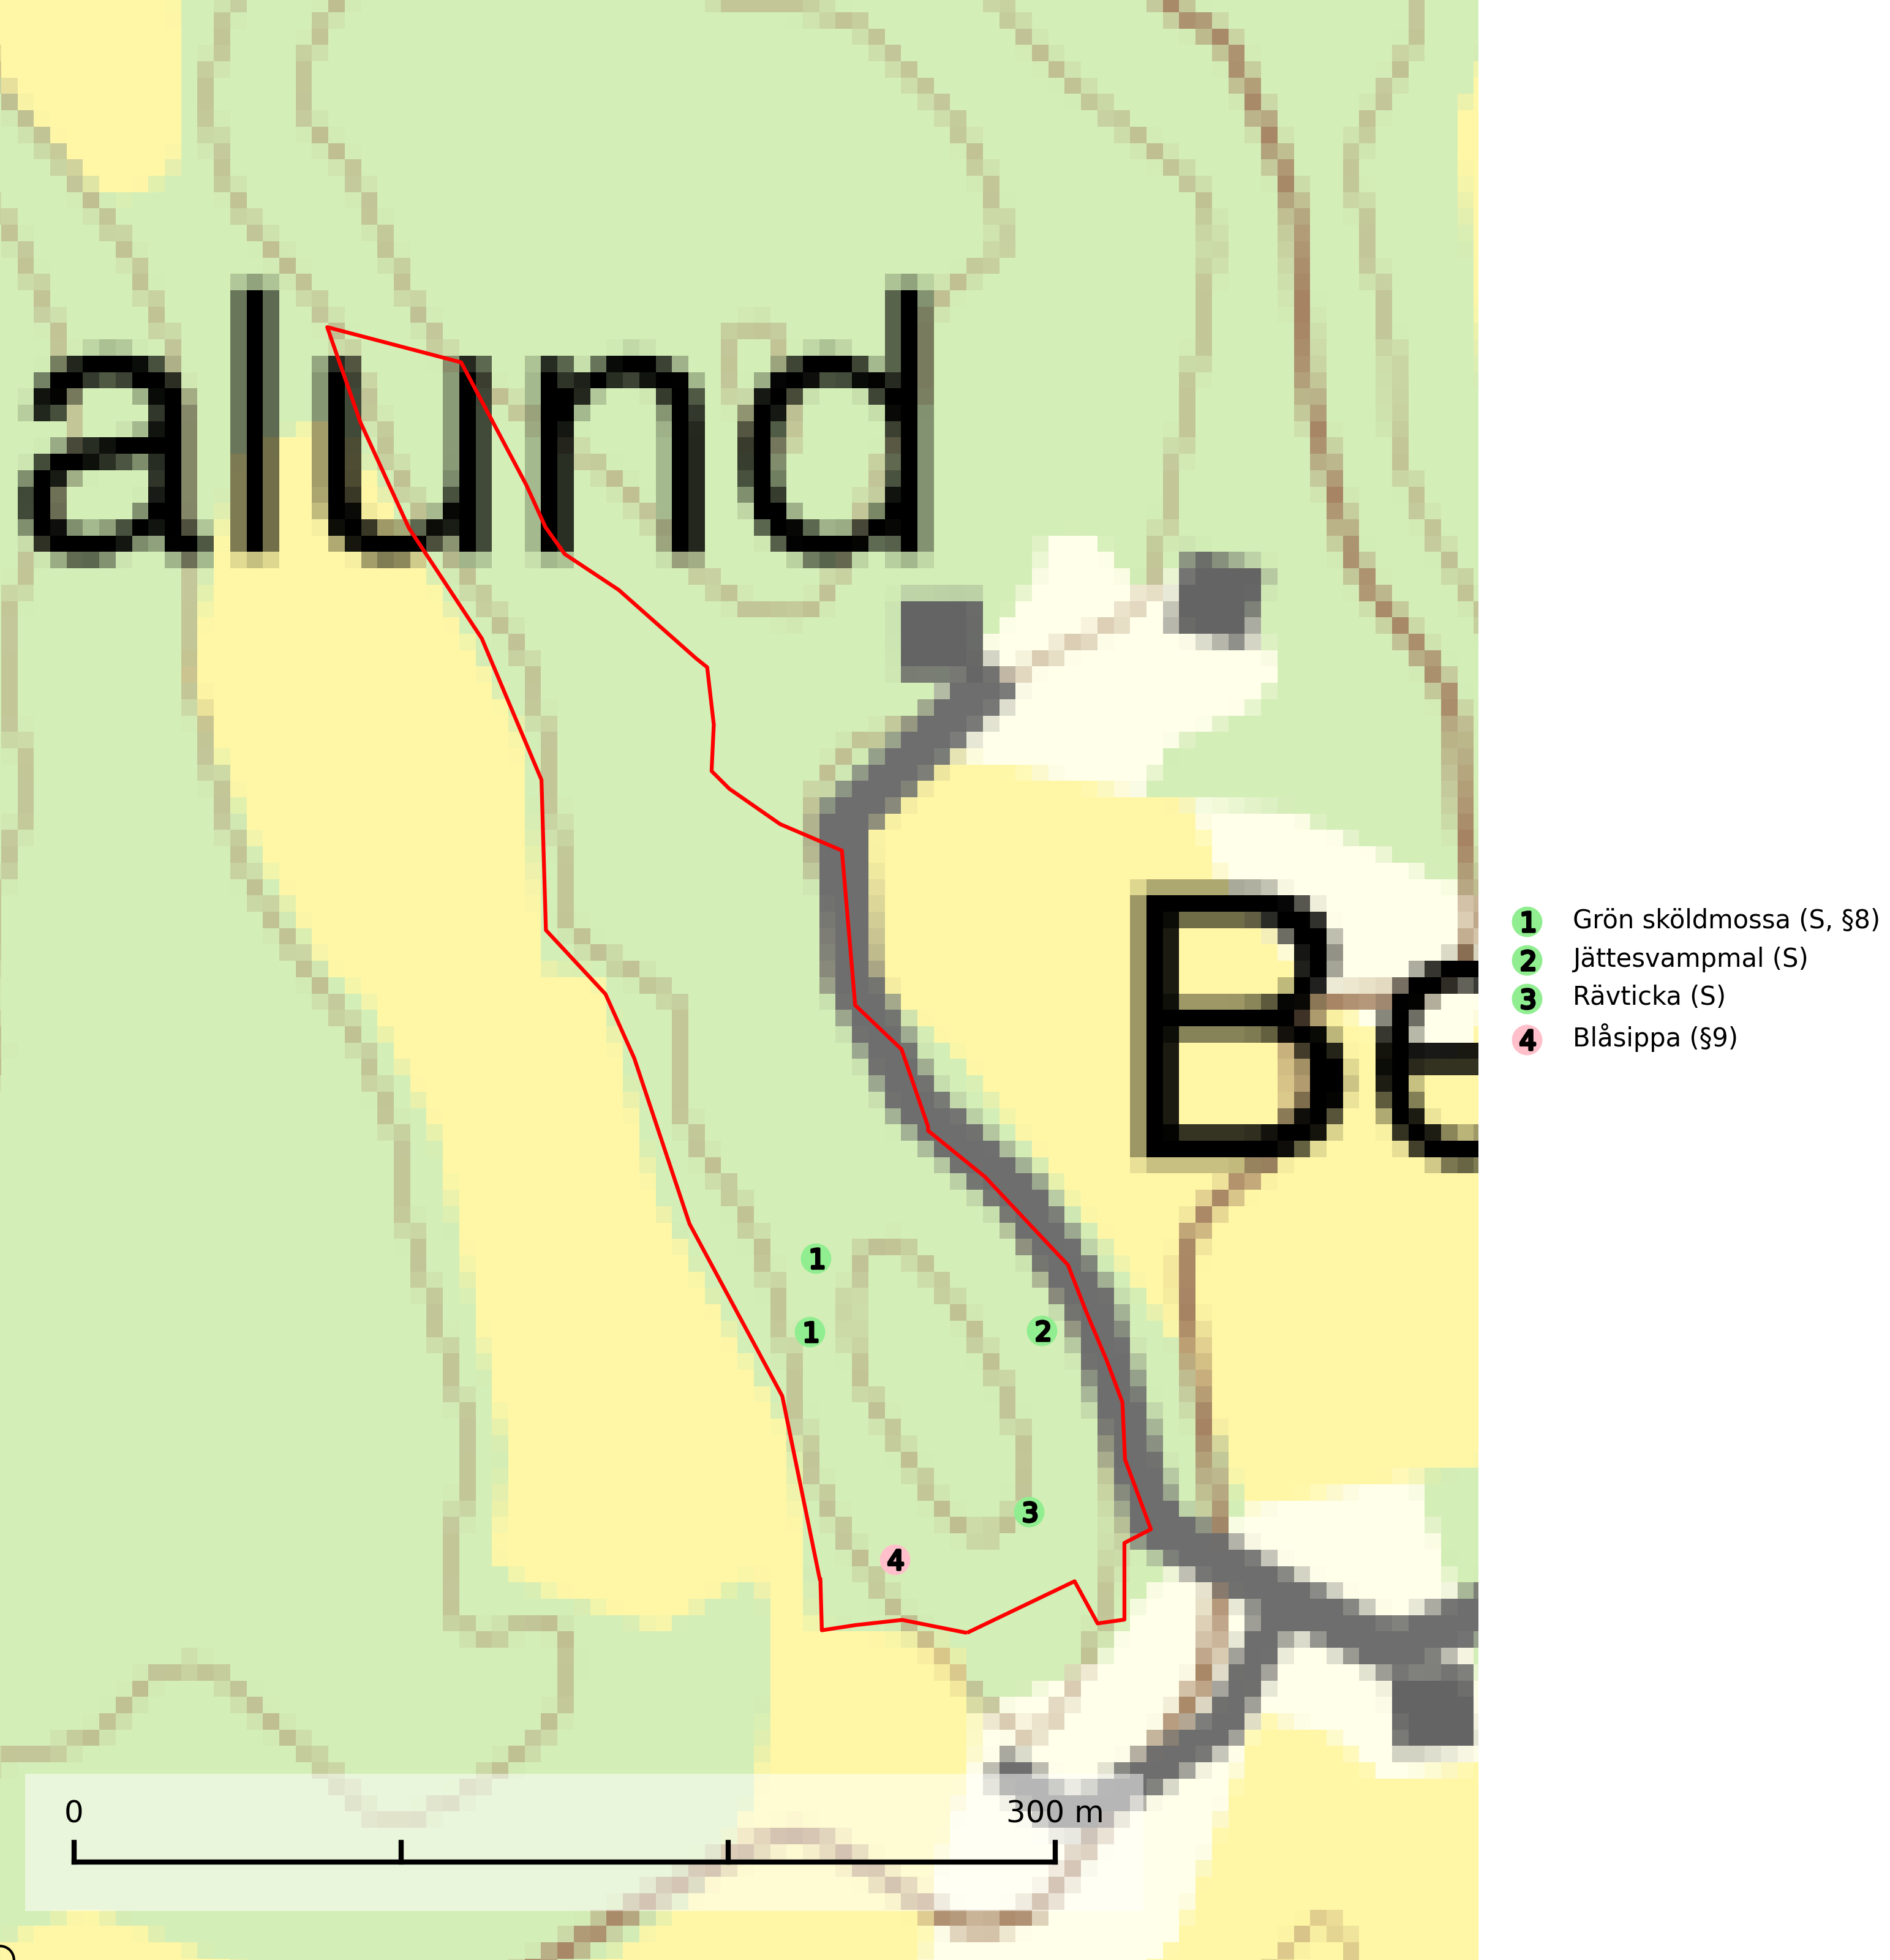 alund
Be
1 Grön sköldmossa (S, §8)
2 Jättesvampmal (S)
3 Rävticka (S)
4 Blåsippa (§9)
1
1
2
3
4
0 300 m